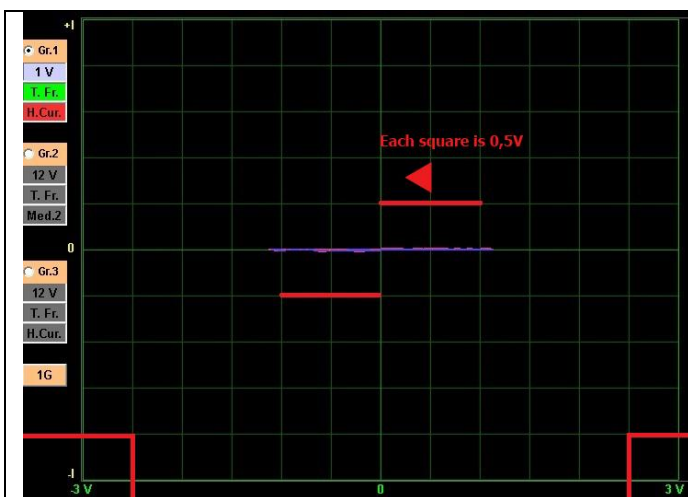 +I
Gr.1
1 V
T. Fr.
H.Cur.
Each square is 0,5V
Gr.2
12 V
T. Fr.
Med.2
0
Gr.3
12 V
T. Fr.
H.Cur.
1G
-I
-3 V
0
3 V